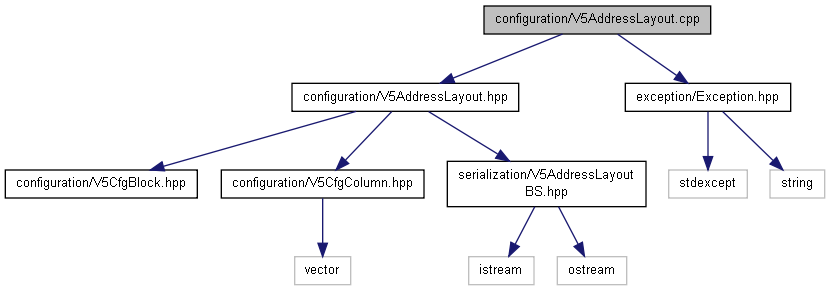 configuration/V5AddressLayout.cpp
configuration/V5AddressLayout.hpp
exception/Exception.hpp
configuration/V5CfgBlock.hpp
configuration/V5CfgColumn.hpp
serialization/V5AddressLayout
BS.hpp
stdexcept
string
vector
istream
ostream